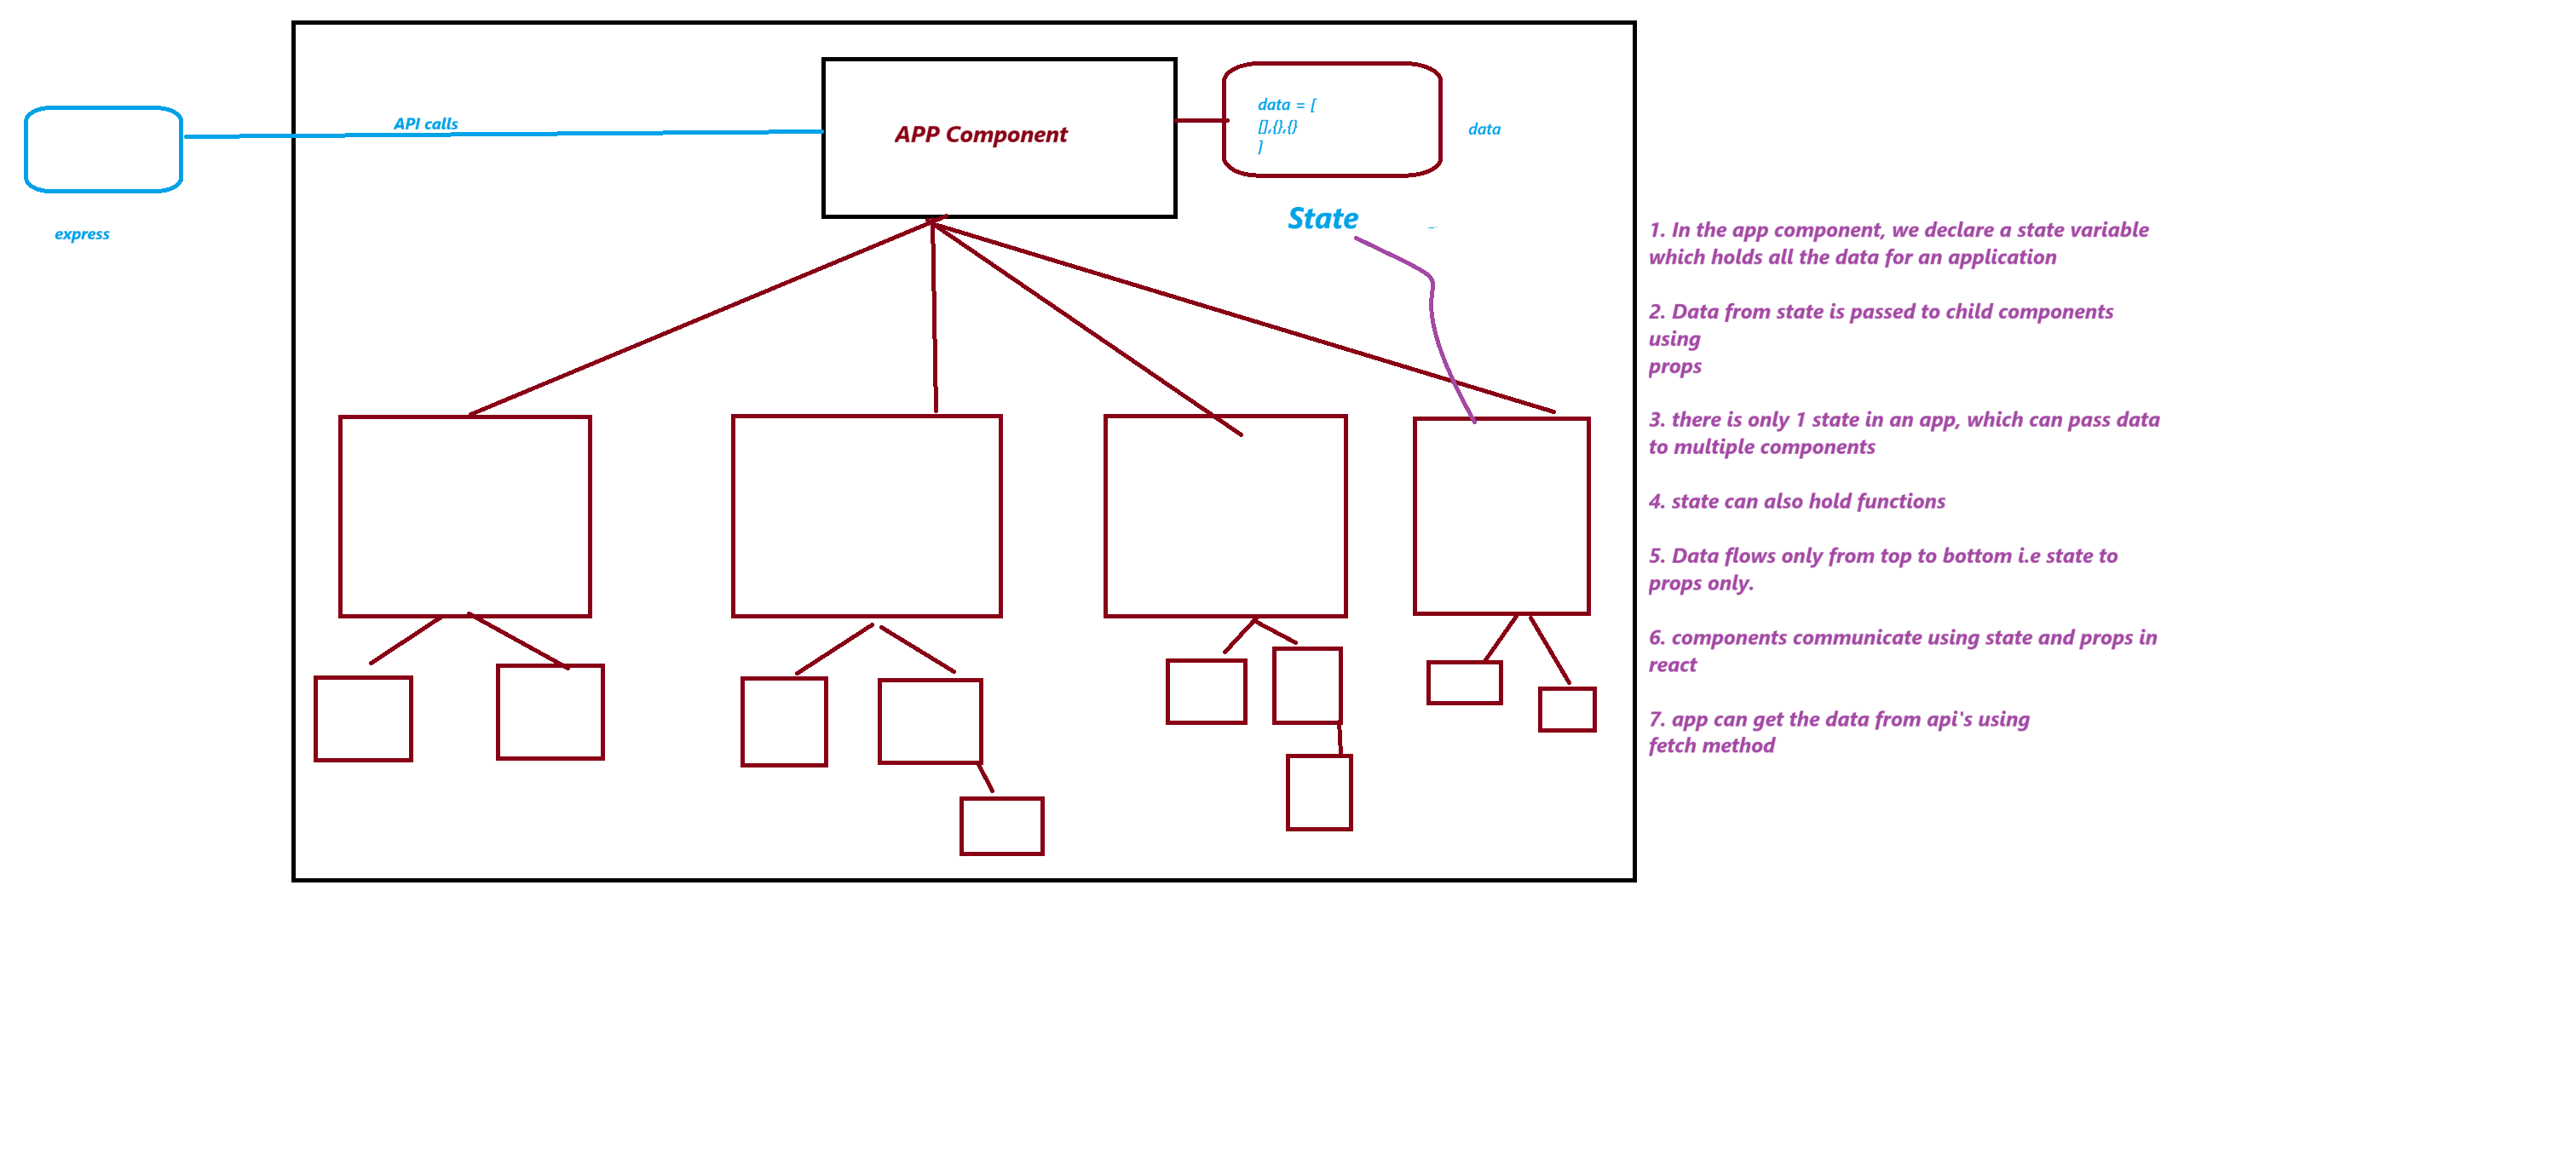 API calls
express
APP Component
data = [
[],{},{}
]
data
State
1. In the app component, we declare a state variable
which holds all the data for an application
2. Data from state is passed to child components
using
props
3. there is only 1 state in an app, which can pass data
to multiple components
4. state can also hold functions
5. Data flows only from top to bottom i.e state to
props only.
6. components communicate using state and props in
react
7. app can get the data from api's using
fetch method